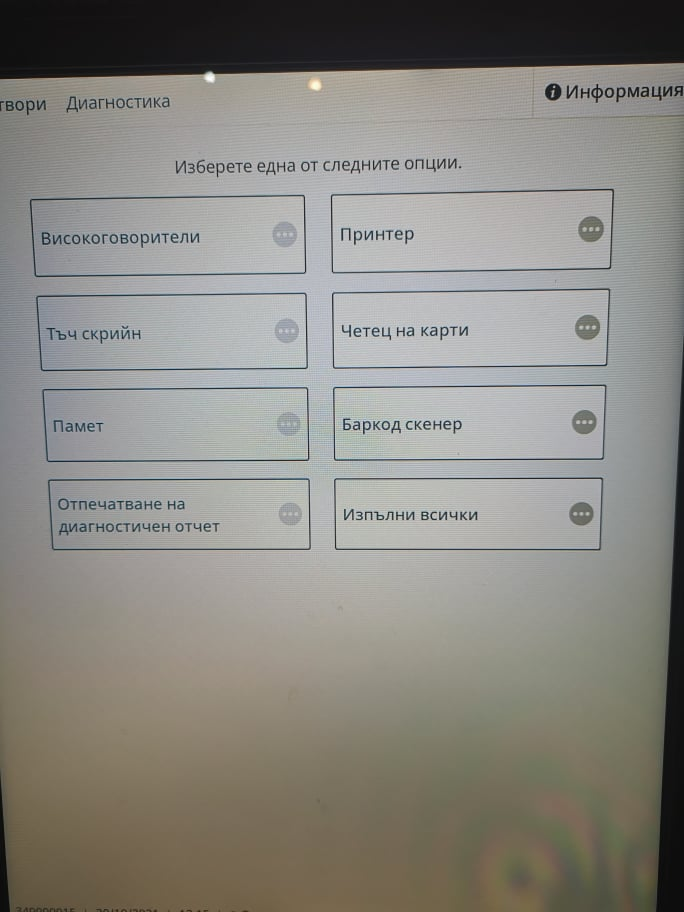 твори Диагностика
Информация
Изберете една от следните опции.
Високоговорители
Принтер
Тъч скрийн
Четец на карти
Памет
Баркод скенер
Отпечатване на
диагностичен отчет
Изпълни всички